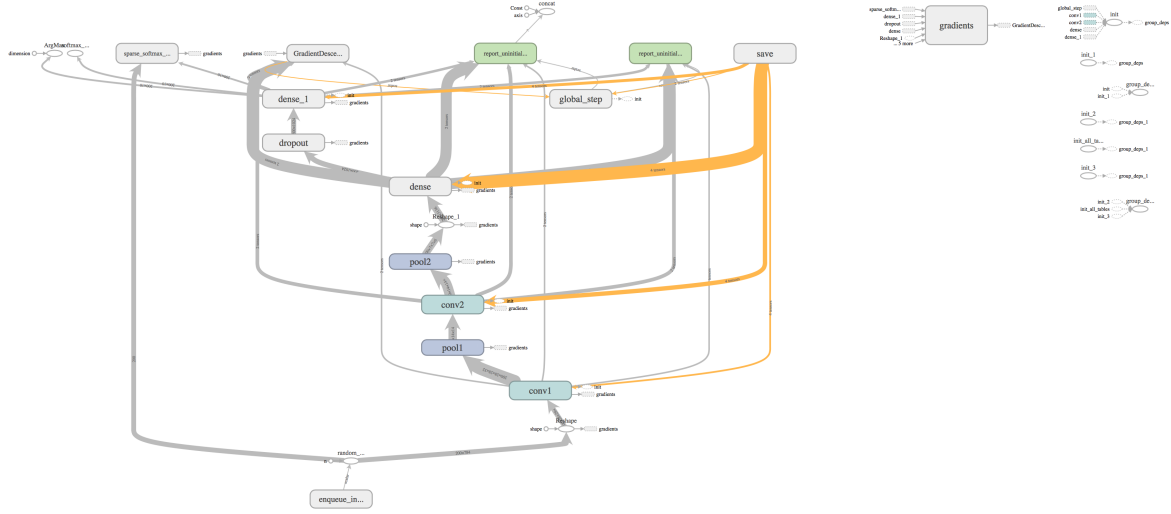 Const
concat
axis
ArgMax
softmax_...
dimension
sparse_softmax_...
gradients
gradients
GradientDesce...
report_uninitial...
report_uninitial...
save
dense_1
init
gradients
global_step
init
dropout
gradients
dense
init
gradients
Reshape_1
shape
gradients
pool2
gradients
conv2
init
gradients
pool1
gradients
conv1
init
gradients
Reshape
shape
gradients
random_...
n
enqueue_in...
sparse_softm...
dense_1
dropout
dense
Reshape_1
... 5 more
gradients
GradientDesc...
global_step
conv1
conv2
dense
dense_1
init
group_deps
init_1
group_deps
init
init_1
group_de...
init_2
group_deps_1
init_all_ta...
group_deps_1
init_3
group_deps_1
init_2
init_all_tables
init_3
group_de...